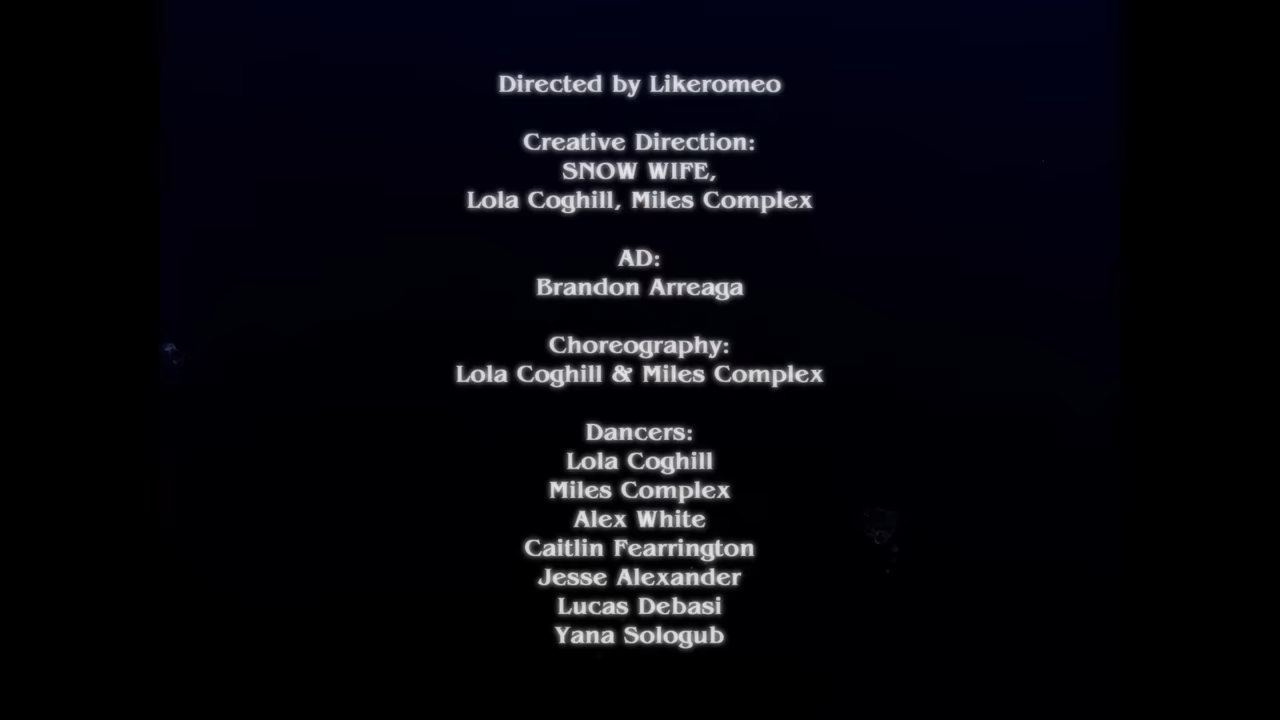 Directed by Likeromeo
Creative Direction:
SNOW WIFE,
Lola Coghill, Miles Complex
AD:
Brandon Arreaga
Choreography:
Lola Coghill & Miles Complex
Dancers:
Lola Coghill
Miles Complex
Alex White
Caitlin Fearrington
Jesse Alexander
Lucas Debasi
Yana Sologub